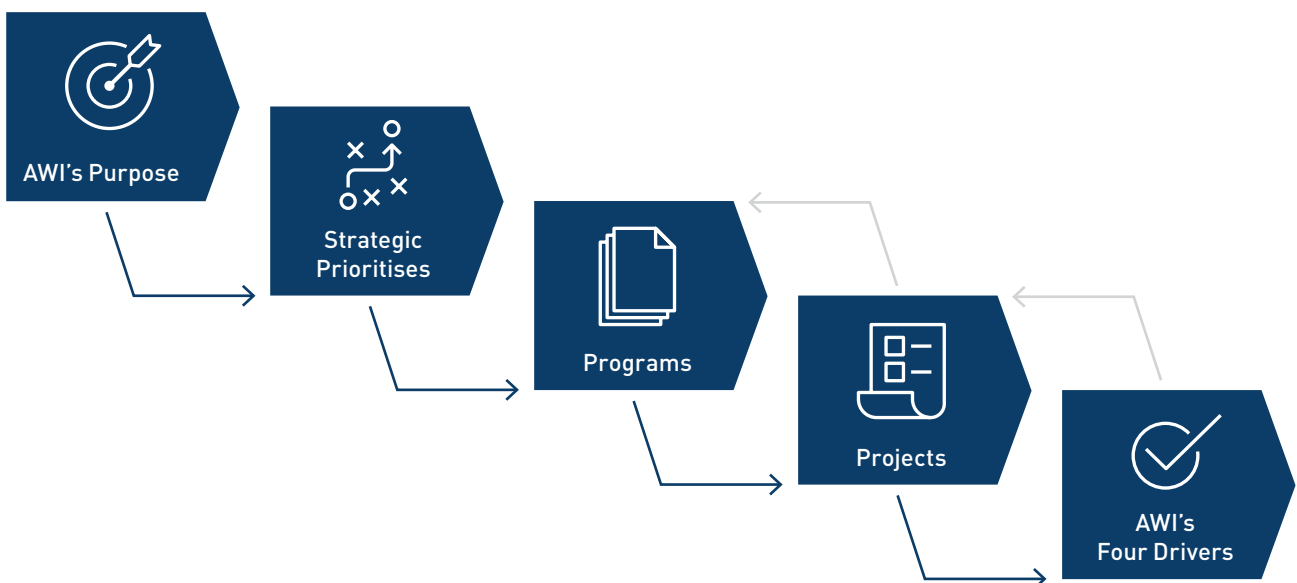 AWI's Purpose
Strategic
Prioritises
Programs
Projects
AWI's
Four Drivers